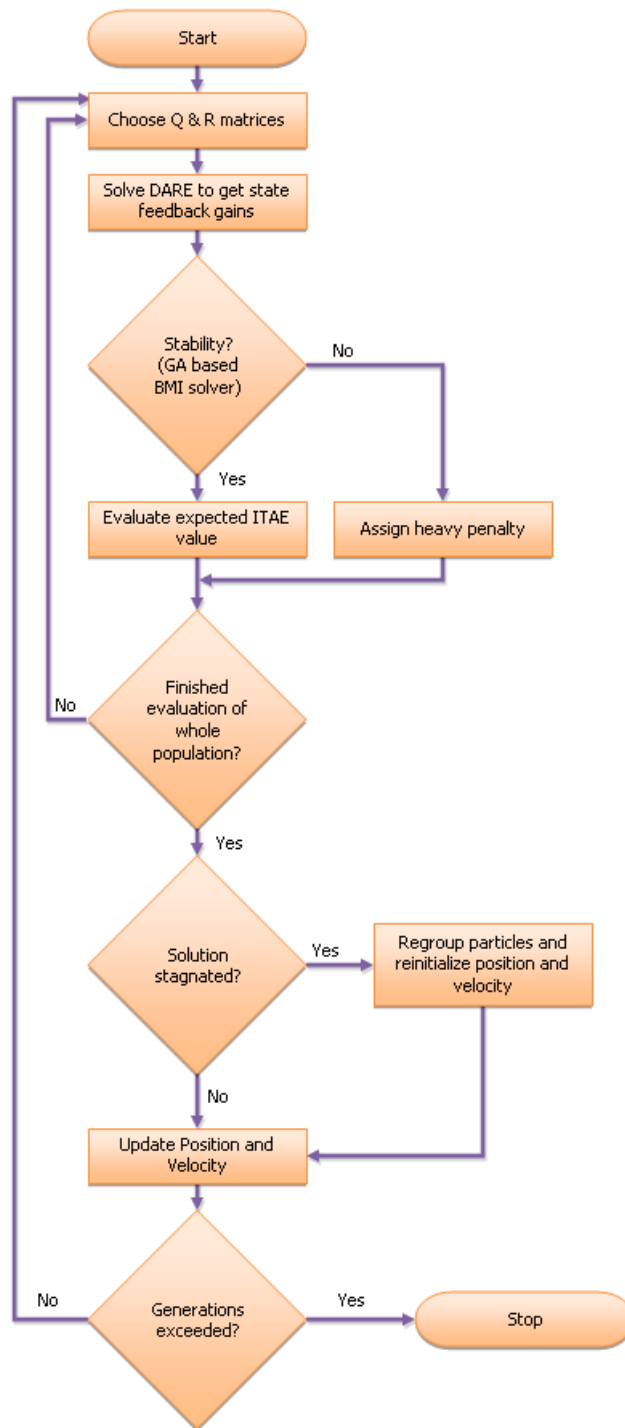 Start
Choose Q & R matrices
Solve DARE to get state
feedback gains
Stability?
(GA based
BMI solver)
No
Yes
Evaluate expected ITAE
value
Assign heavy penalty
Finished
evaluation of
whole
population?
No
Yes
Solution
stagnated?
Yes
Regroup particles and
reinitialize position and
velocity
No
Update Position and
Velocity
Generations
exceeded?
No
Yes
Stop